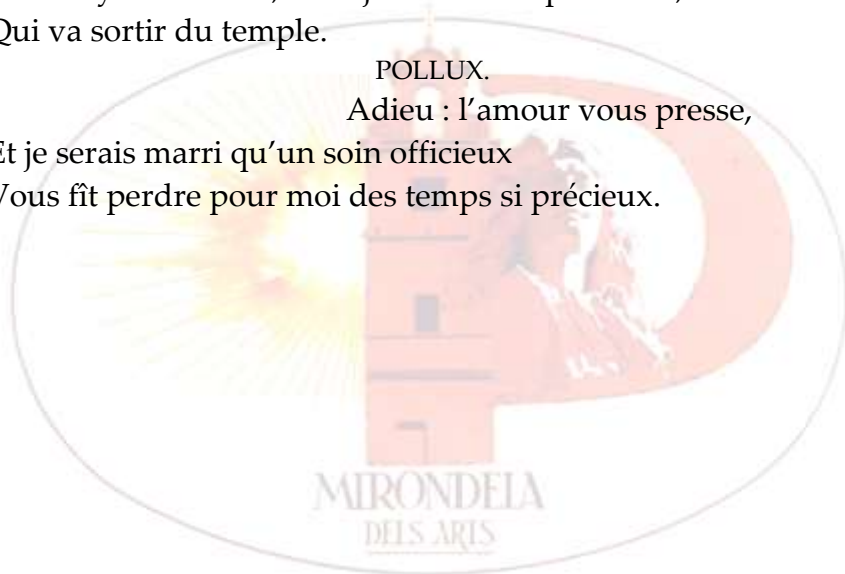 Qui va sortir du temple.
POLLUX.
Adieu : l’amour vous presse,
Et je serais marri qu’un soin officieux
Vous fît perdre pour moi des temps si précieux.
MIRONDELA
DELS ARTS